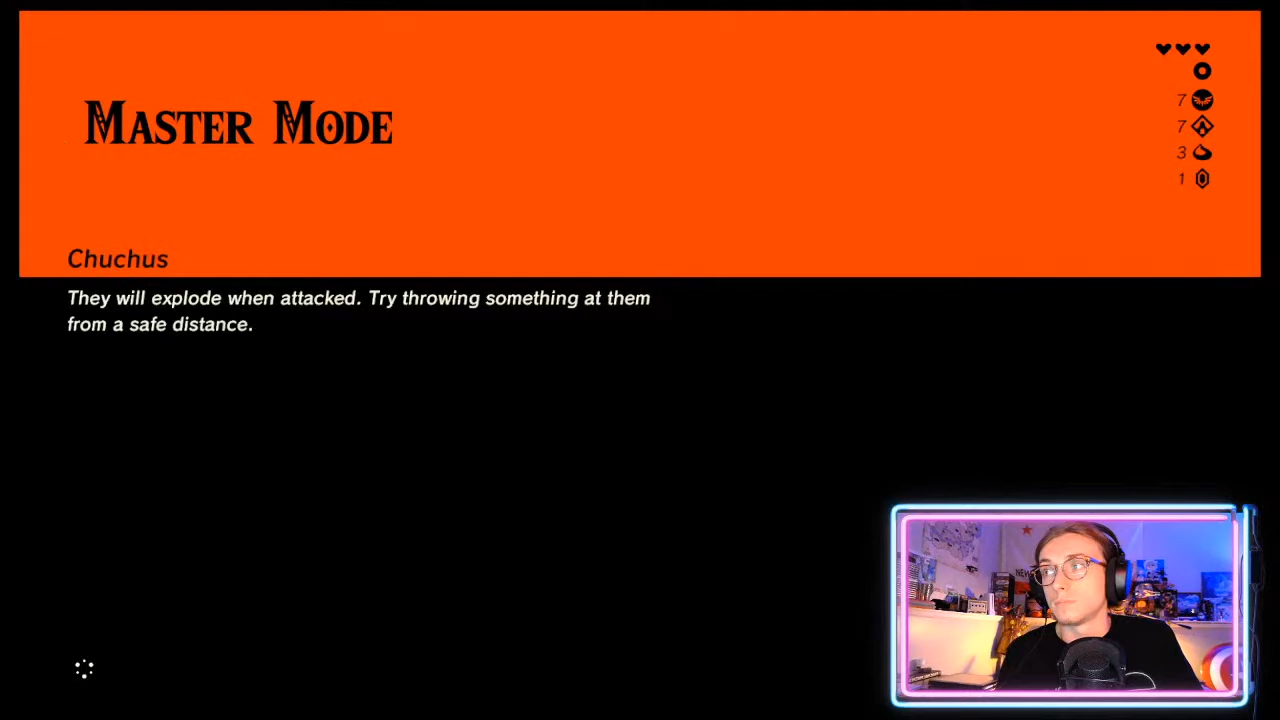 Master Mode
7
7
3
1
Chuchus
They will explode when attacked. Try throwing something at them
from a safe distance.
NEW